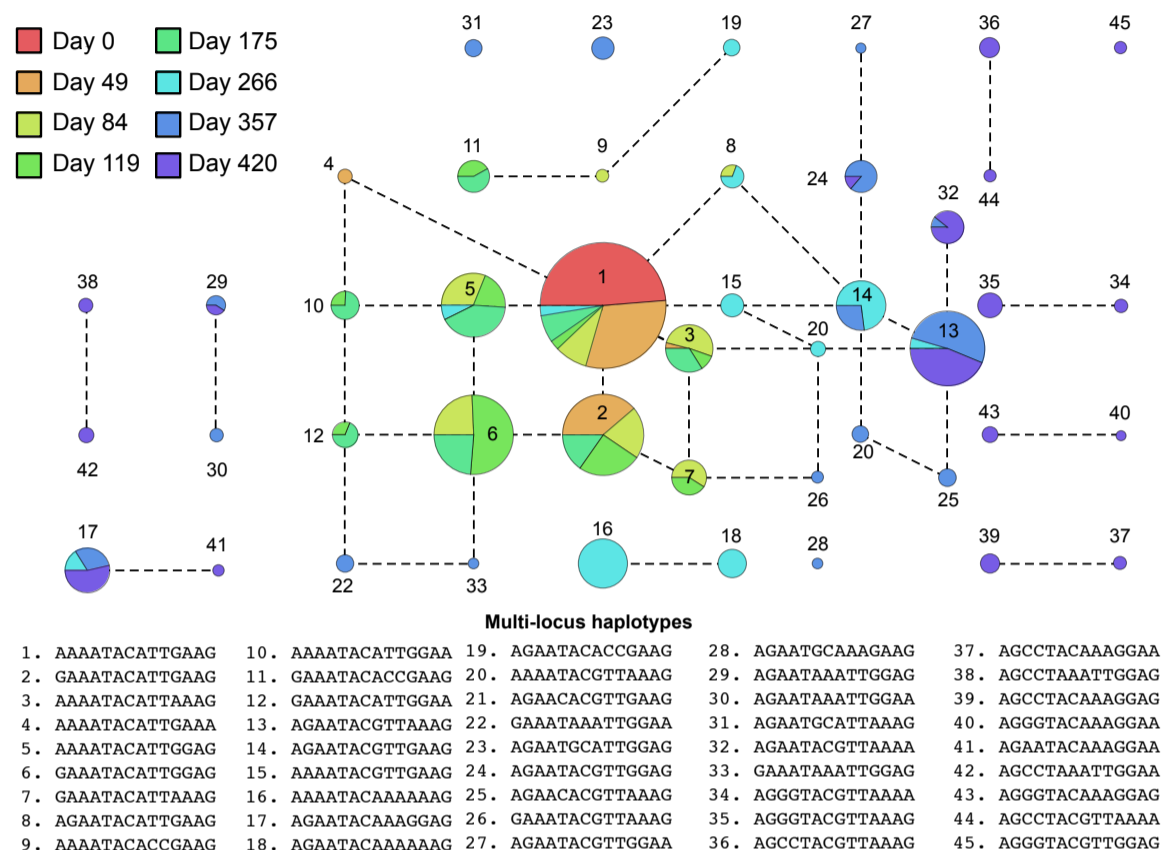 Day 0 Day 175
Day 49 Day 266
Day 84 Day 357
Day 119 Day 420
31 23 19 27 36 45
11 9 8
4 24 44 32
38 29 5 1 15 14 35 34
10 3 20 13
12 6 2 43 40
42 30 7 20 26 25
17 41 16 18 28 39 37
22 33
Multi-locus haplotypes
1. AAAATACATTGAAG 10. AAAATACATTGGAA 19. AGAATACACCGAAG 28. AGAATGCAAAGAAG 37. AGCCTACAAAGGAA
2. GAAATACATTGAAG 11. GAAATACACCGAAG 20. AAAATACGTTAAAG 29. AGAATAAATTGGAG 38. AGCCTAAATTGGAG
3. AAAATACATTAAAG 12. GAAATACATTGGAA 21. AGAACACGTTGAAG 30. AGAATAAATTGGAA 39. AGCCTACAAAGGAG
4. AAAATACATTGAAA 13. AGAATACGTTAAAG 22. GAAATAAATTGGAA 31. AGAATGCATTAAAG 40. AGGGTACAAAGGAA
5. AAAATACATTGGAG 14. AGAATACGTTGAAG 23. AGAATGCATTGGAG 32. AGAATACGTTAAAA 41. AGAATACAAAGGAA
6. GAAATACATTGGAG 15. AAAATACGTTGAAG 24. AGAATACGTTGGAG 33. GAAATAAATTGGAG 42. AGCCTAAATTGGAA
7. GAAATACATTAAAG 16. AAAATACAAAAAAG 25. AGAACACGTTAAAG 34. AGGGTACGTTAAAA 43. AGGGTACAAAGGAG
8. AGAATACATTGAAG 17. AGAATACAAAGGAG 26. GAAATACGTTAAAG 35. AGGGTACGTTAAAG 44. AGCCTACGTTAAAA
9. AAAATACACCGAAG 18. AGAATACAAAAAAG 27. AGAATACGTTGGAA 36. AGCCTACGTTAAAG 45. AGGGTACGTTGGAG